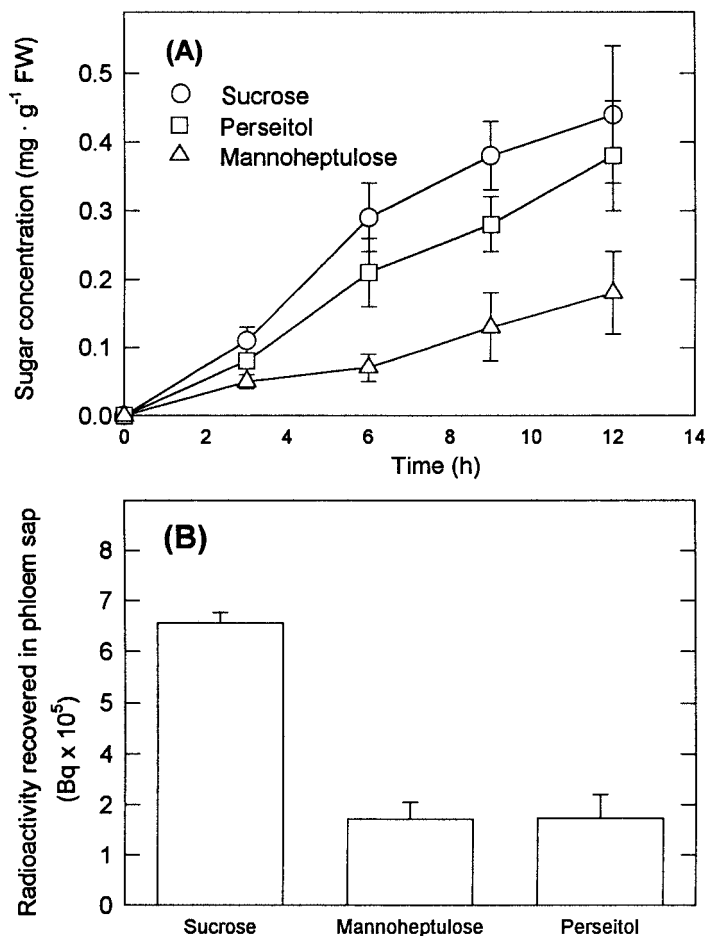 (A)
Sucrose
Perseitol
Mannoheptulose
Sugar concentration (mg · g⁻¹ FW)
0.5
0.4
0.3
0.2
0.1
0.0
0 2 4 6 8 10 12 14
Time (h)
(B)
Radioactivity recovered in phloem sap
(Bq x 10⁵)
8
7
6
5
4
2
1
0
Sucrose Mannoheptulose Perseitol